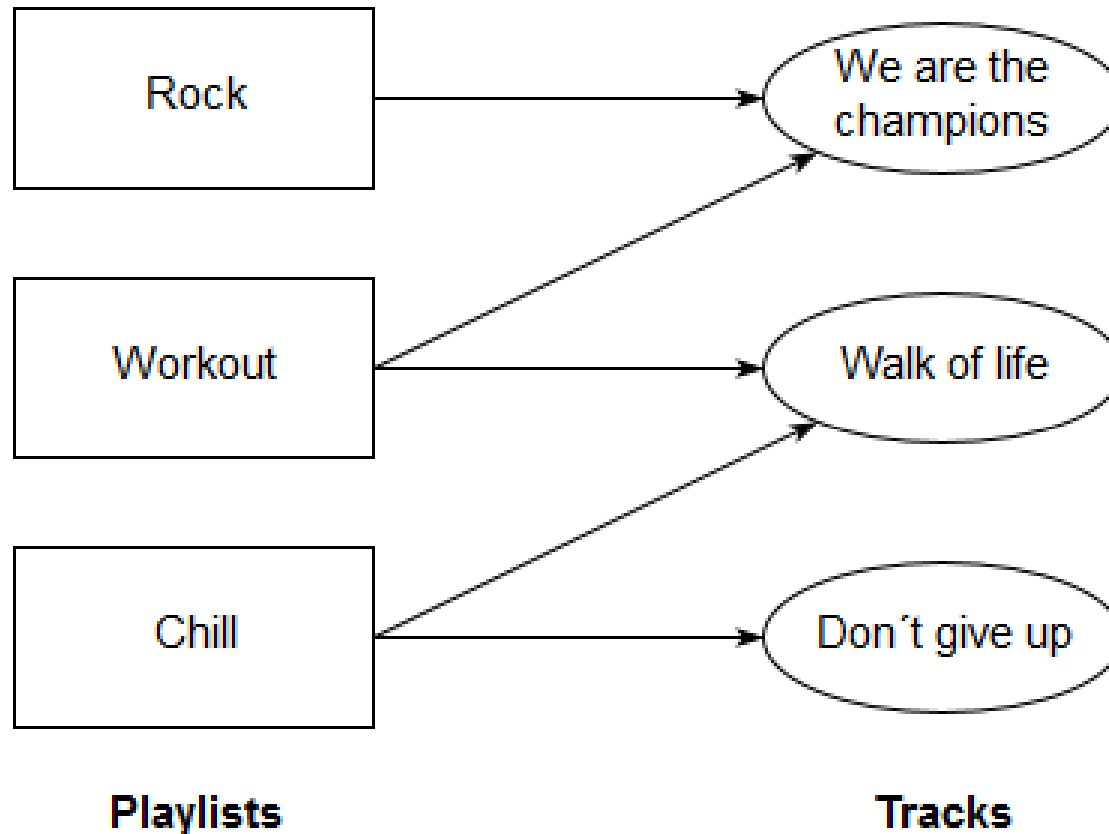 Rock
We are the
champions
Workout
Walk of life
Chill
Don´t give up
Playlists
Tracks